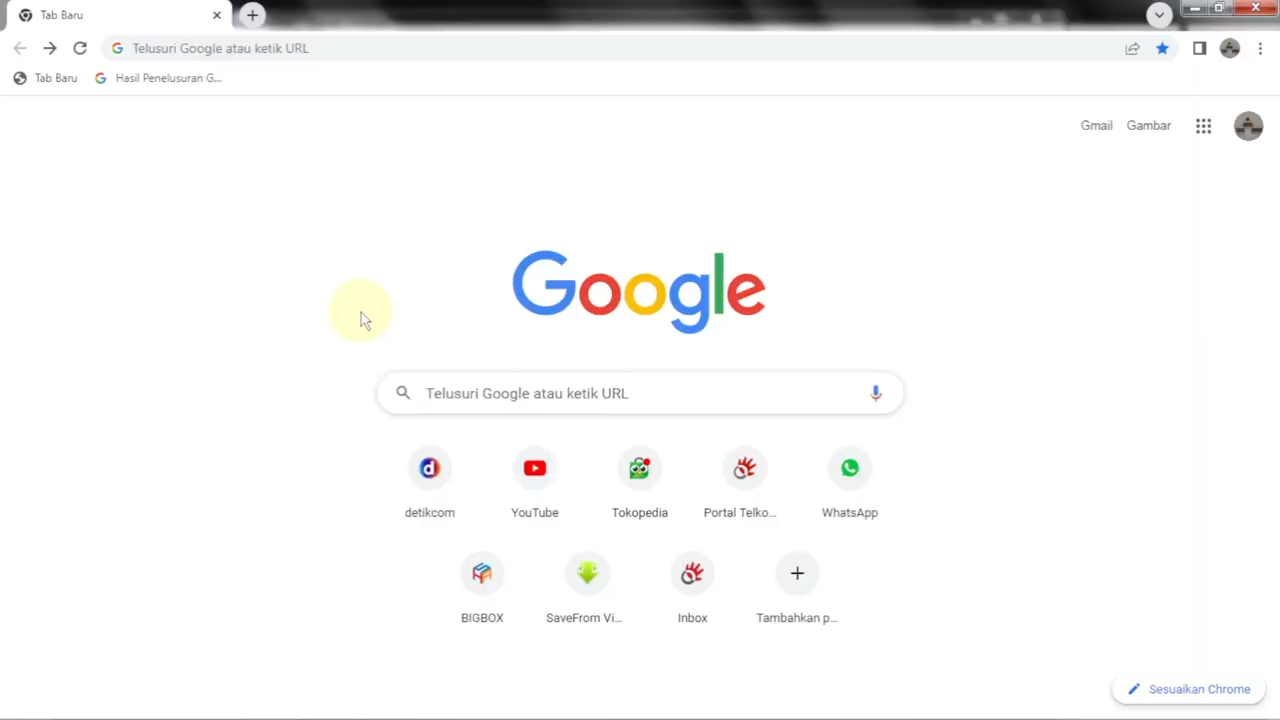 Tab Baru
Telusuri Google atau ketik URL
Tab Baru
Hasil Penelusuran G...
Gmail Gambar
Google
Telusuri Google atau ketik URL
detikcom YouTube Tokopedia Portal Telko... WhatsApp
BIGBOX SaveFrom Vi... Inbox Tambahkan p...
Sesuaikan Chrome